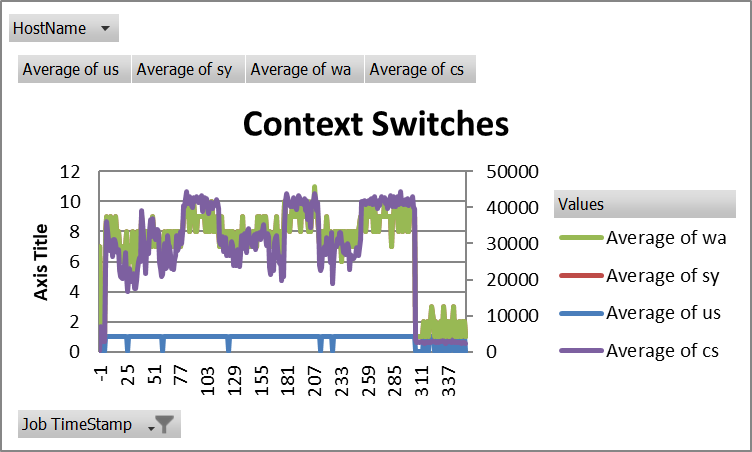 HostName
Average of us Average of sy Average of wa Average of cs
Context Switches
12 50000
10 40000
8 30000
6
20000
4
10000
2
0 0
Axis Title
-1 25 51 77 103 129 155 181 207 233 259 285 311 337
Values
Average of wa
Average of sy
Average of us
Average of cs
Job TimeStamp